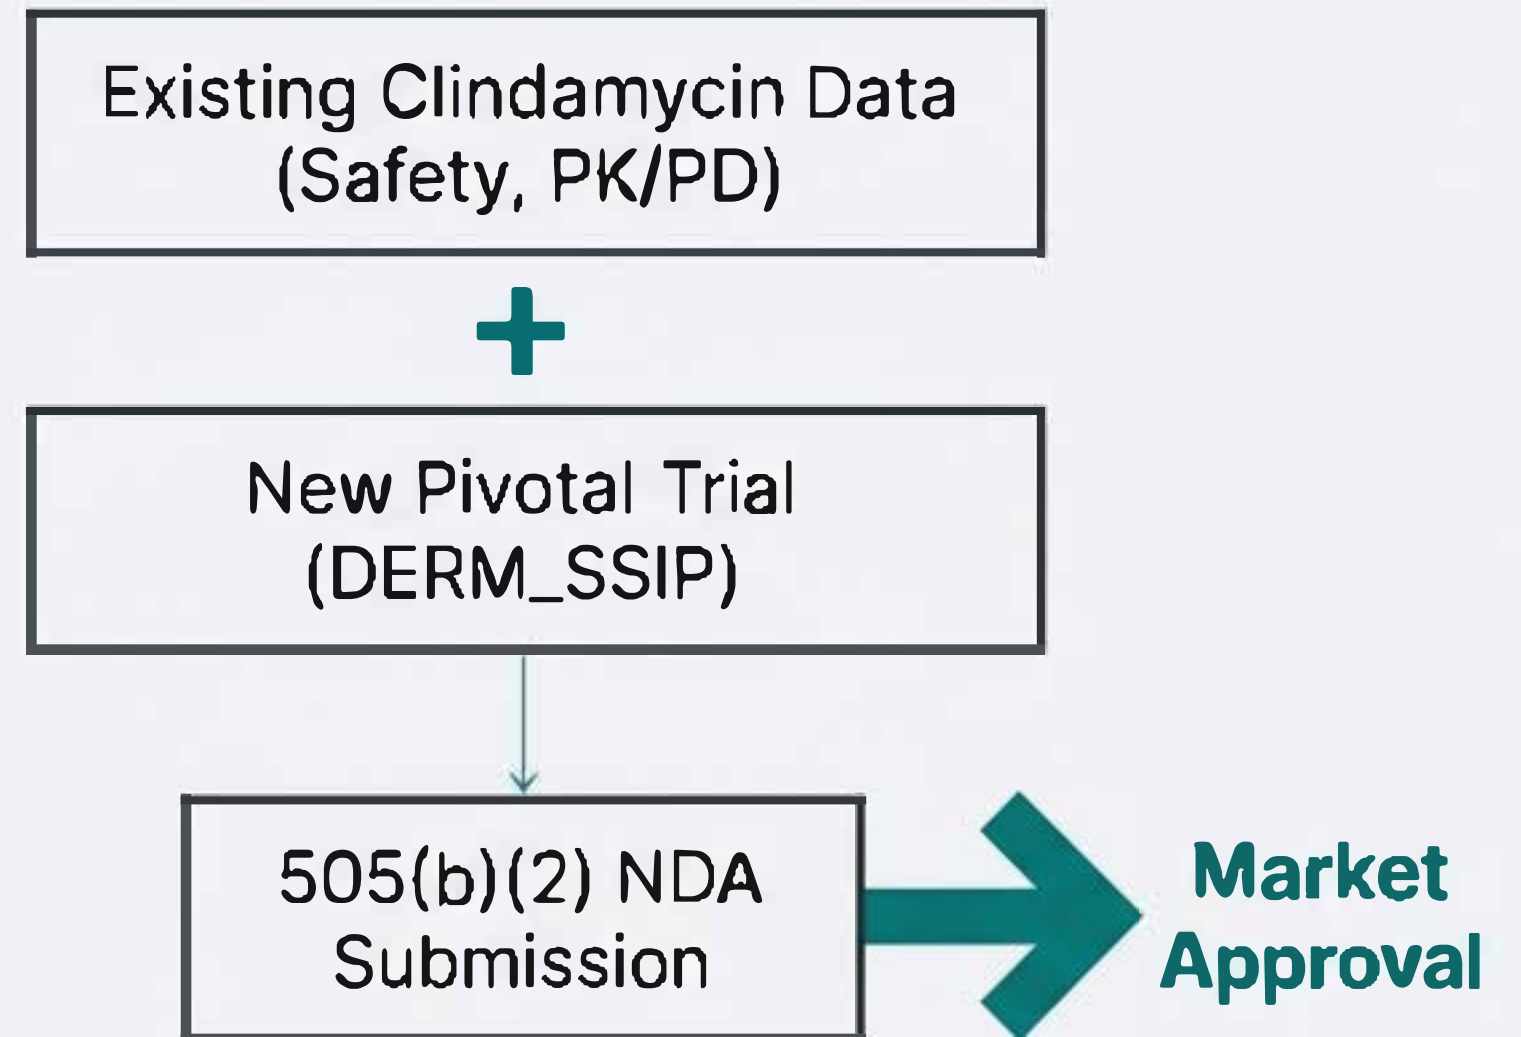 Existing Clindamycin Data
(Safety, PK/PD)
+
New Pivotal Trial
(DERM_SSIP)
505(b)(2) NDA
Submission
Market
Approval